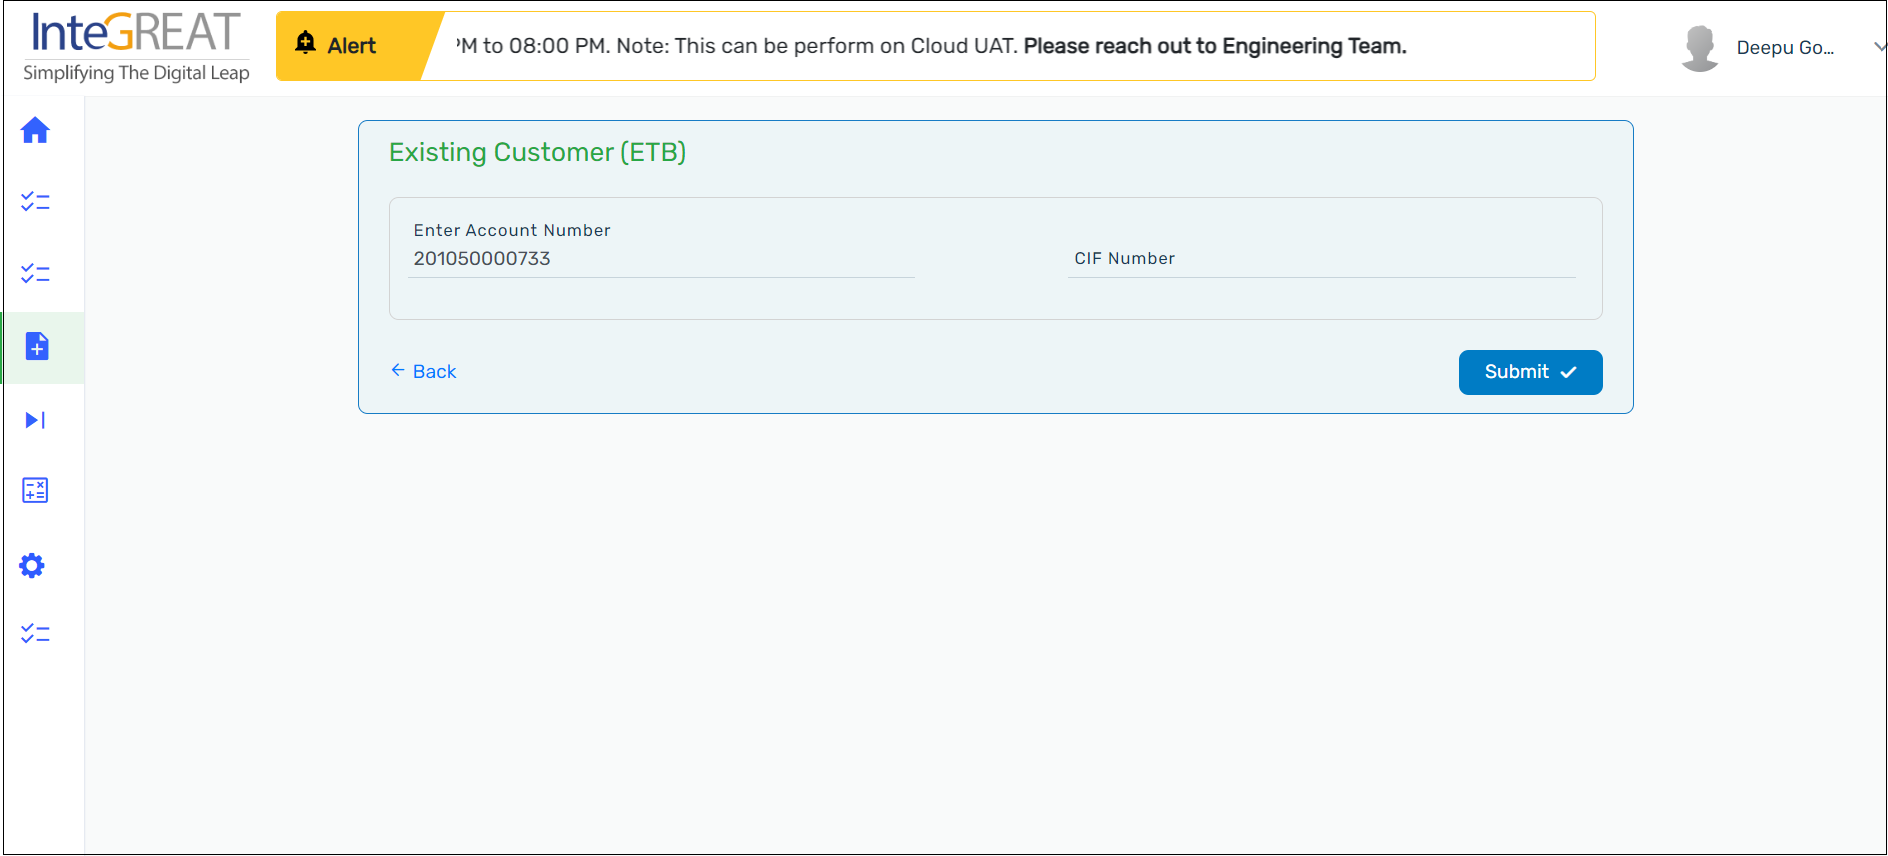 InteGREAT
Simplifying The Digital Leap
Alert
PM to 08:00 PM. Note: This can be perform on Cloud UAT. Please reach out to Engineering Team.
Deepu Go...
Existing Customer (ETB)
Enter Account Number
201050000733
CIF Number
Back
Submit